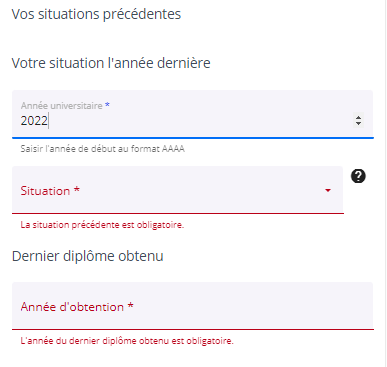 Vos situations précédentes
Votre situation l'année dernière
Année universitaire *
2022
Saisir l'année de début au format AAAA
Situation *
?
La situation précédente est obligatoire.
Dernier diplôme obtenu
Année d'obtention *
L'année du dernier diplôme obtenu est obligatoire.